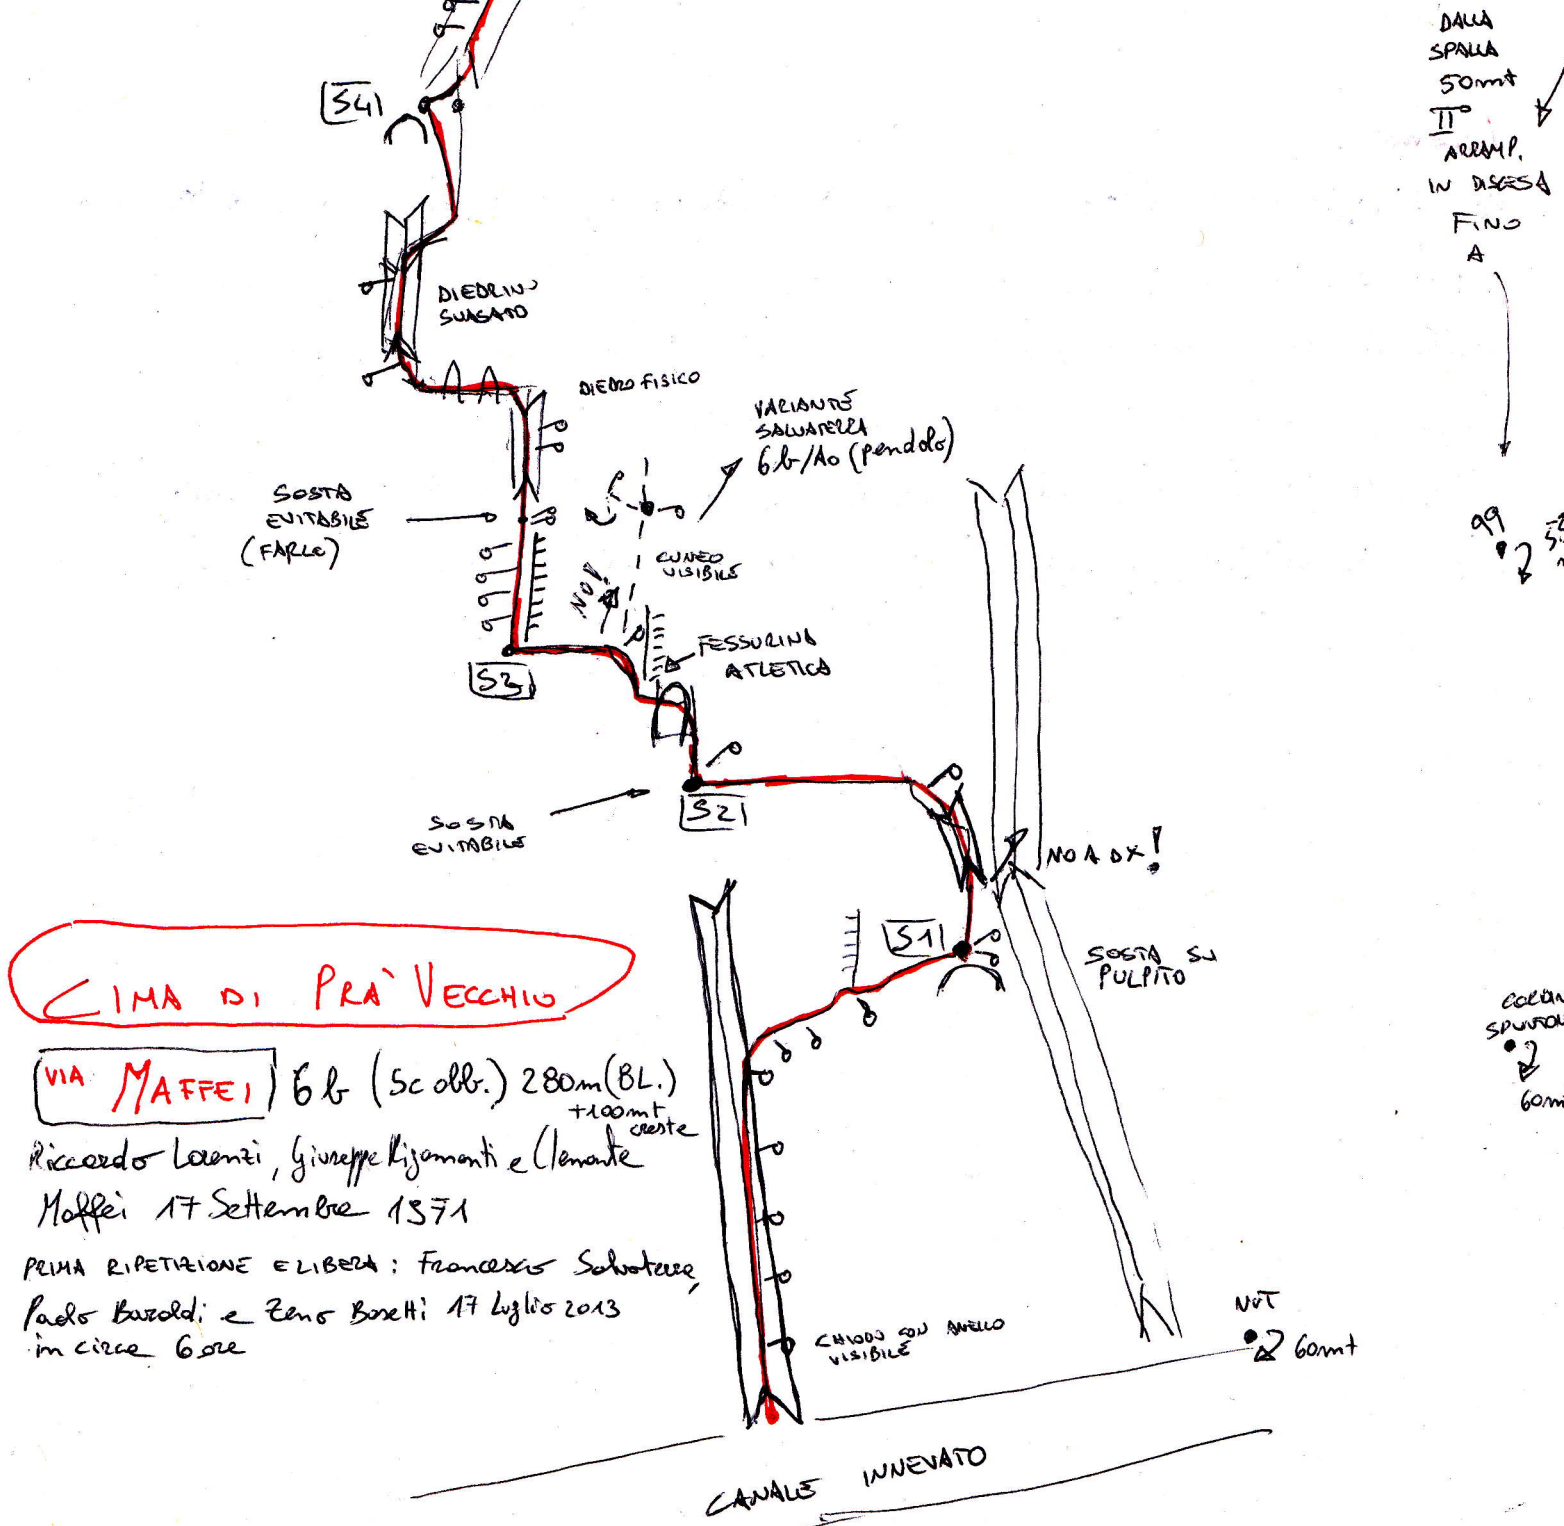 DALLA
SPALLA
50mt
II°
ARRAMP.
IN DISCESA
FINO
A
S4
DIEDRINO
SVASATO
DIEDRO FISICO
VARIANTE
SALVATERRA
6b/A0 (pendolo)
SOSTA
EVITABILE
(FARLO)
CUNEO
VISIBILE
NO!
FESSURINA
ATLETICA
S3
S2
SOSTA
EVITABILE
NO A DX!
S1
SOSTA SU
PULPITO
CIMA DI PRA' VECCHIO
VIA MAFFEI 6b (5c obb.) 280m (8L.)
+100mt
creste
Riccardo Lorenzi, Giuseppe Rigamonti e Clemente
Maffei 17 Settembre 1971
PRIMA RIPETIZIONE E LIBERA: Francesco Salvaterra,
Paolo Baroldi e Zeno Bosetti 17 Luglio 2013
in circa 6 ore
CHIODO CON ANELLO
VISIBILE
NUT
60mt
60m
CANALE INNEVATO